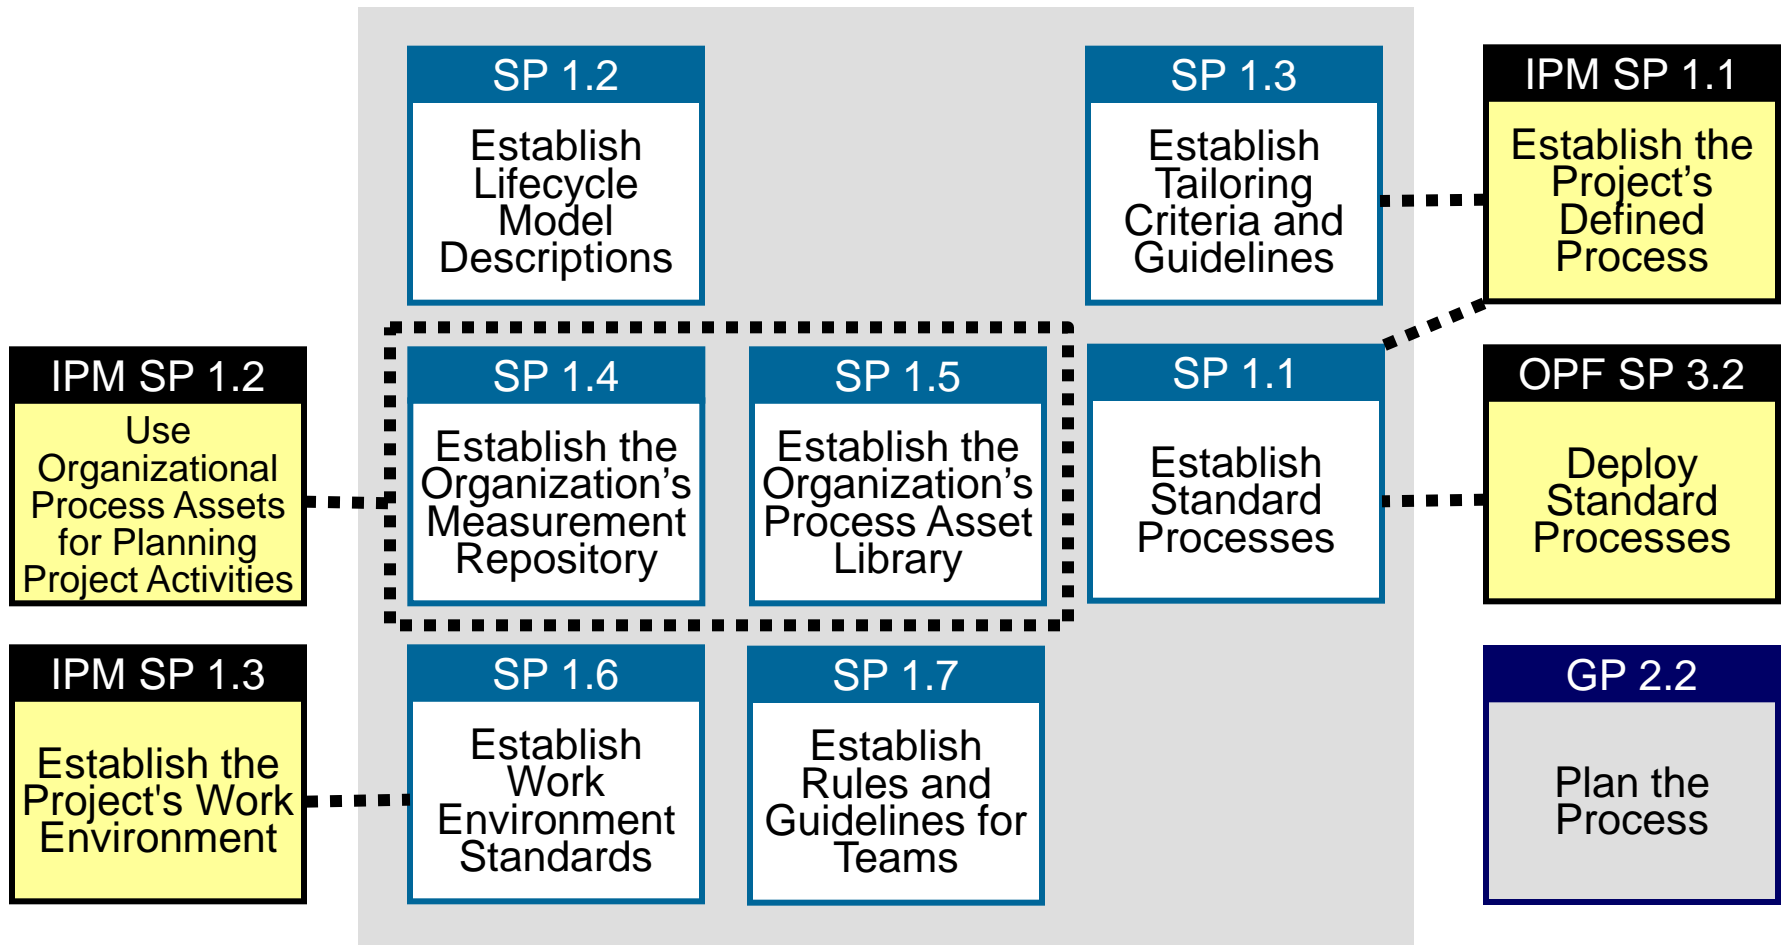 SP 1.2
Establish
Lifecycle
Model
Descriptions
SP 1.3
Establish
Tailoring
Criteria and
Guidelines
IPM SP 1.1
Establish the
Project’s
Defined
Process
IPM SP 1.2
Use
Organizational
Process Assets
for Planning
Project Activities
SP 1.4
Establish the
Organization’s
Measurement
Repository
SP 1.5
Establish the
Organization’s
Process Asset
Library
SP 1.1
Establish
Standard
Processes
OPF SP 3.2
Deploy
Standard
Processes
IPM SP 1.3
Establish the
Project's Work
Environment
SP 1.6
Establish
Work
Environment
Standards
SP 1.7
Establish
Rules and
Guidelines for
Teams
GP 2.2
Plan the
Process